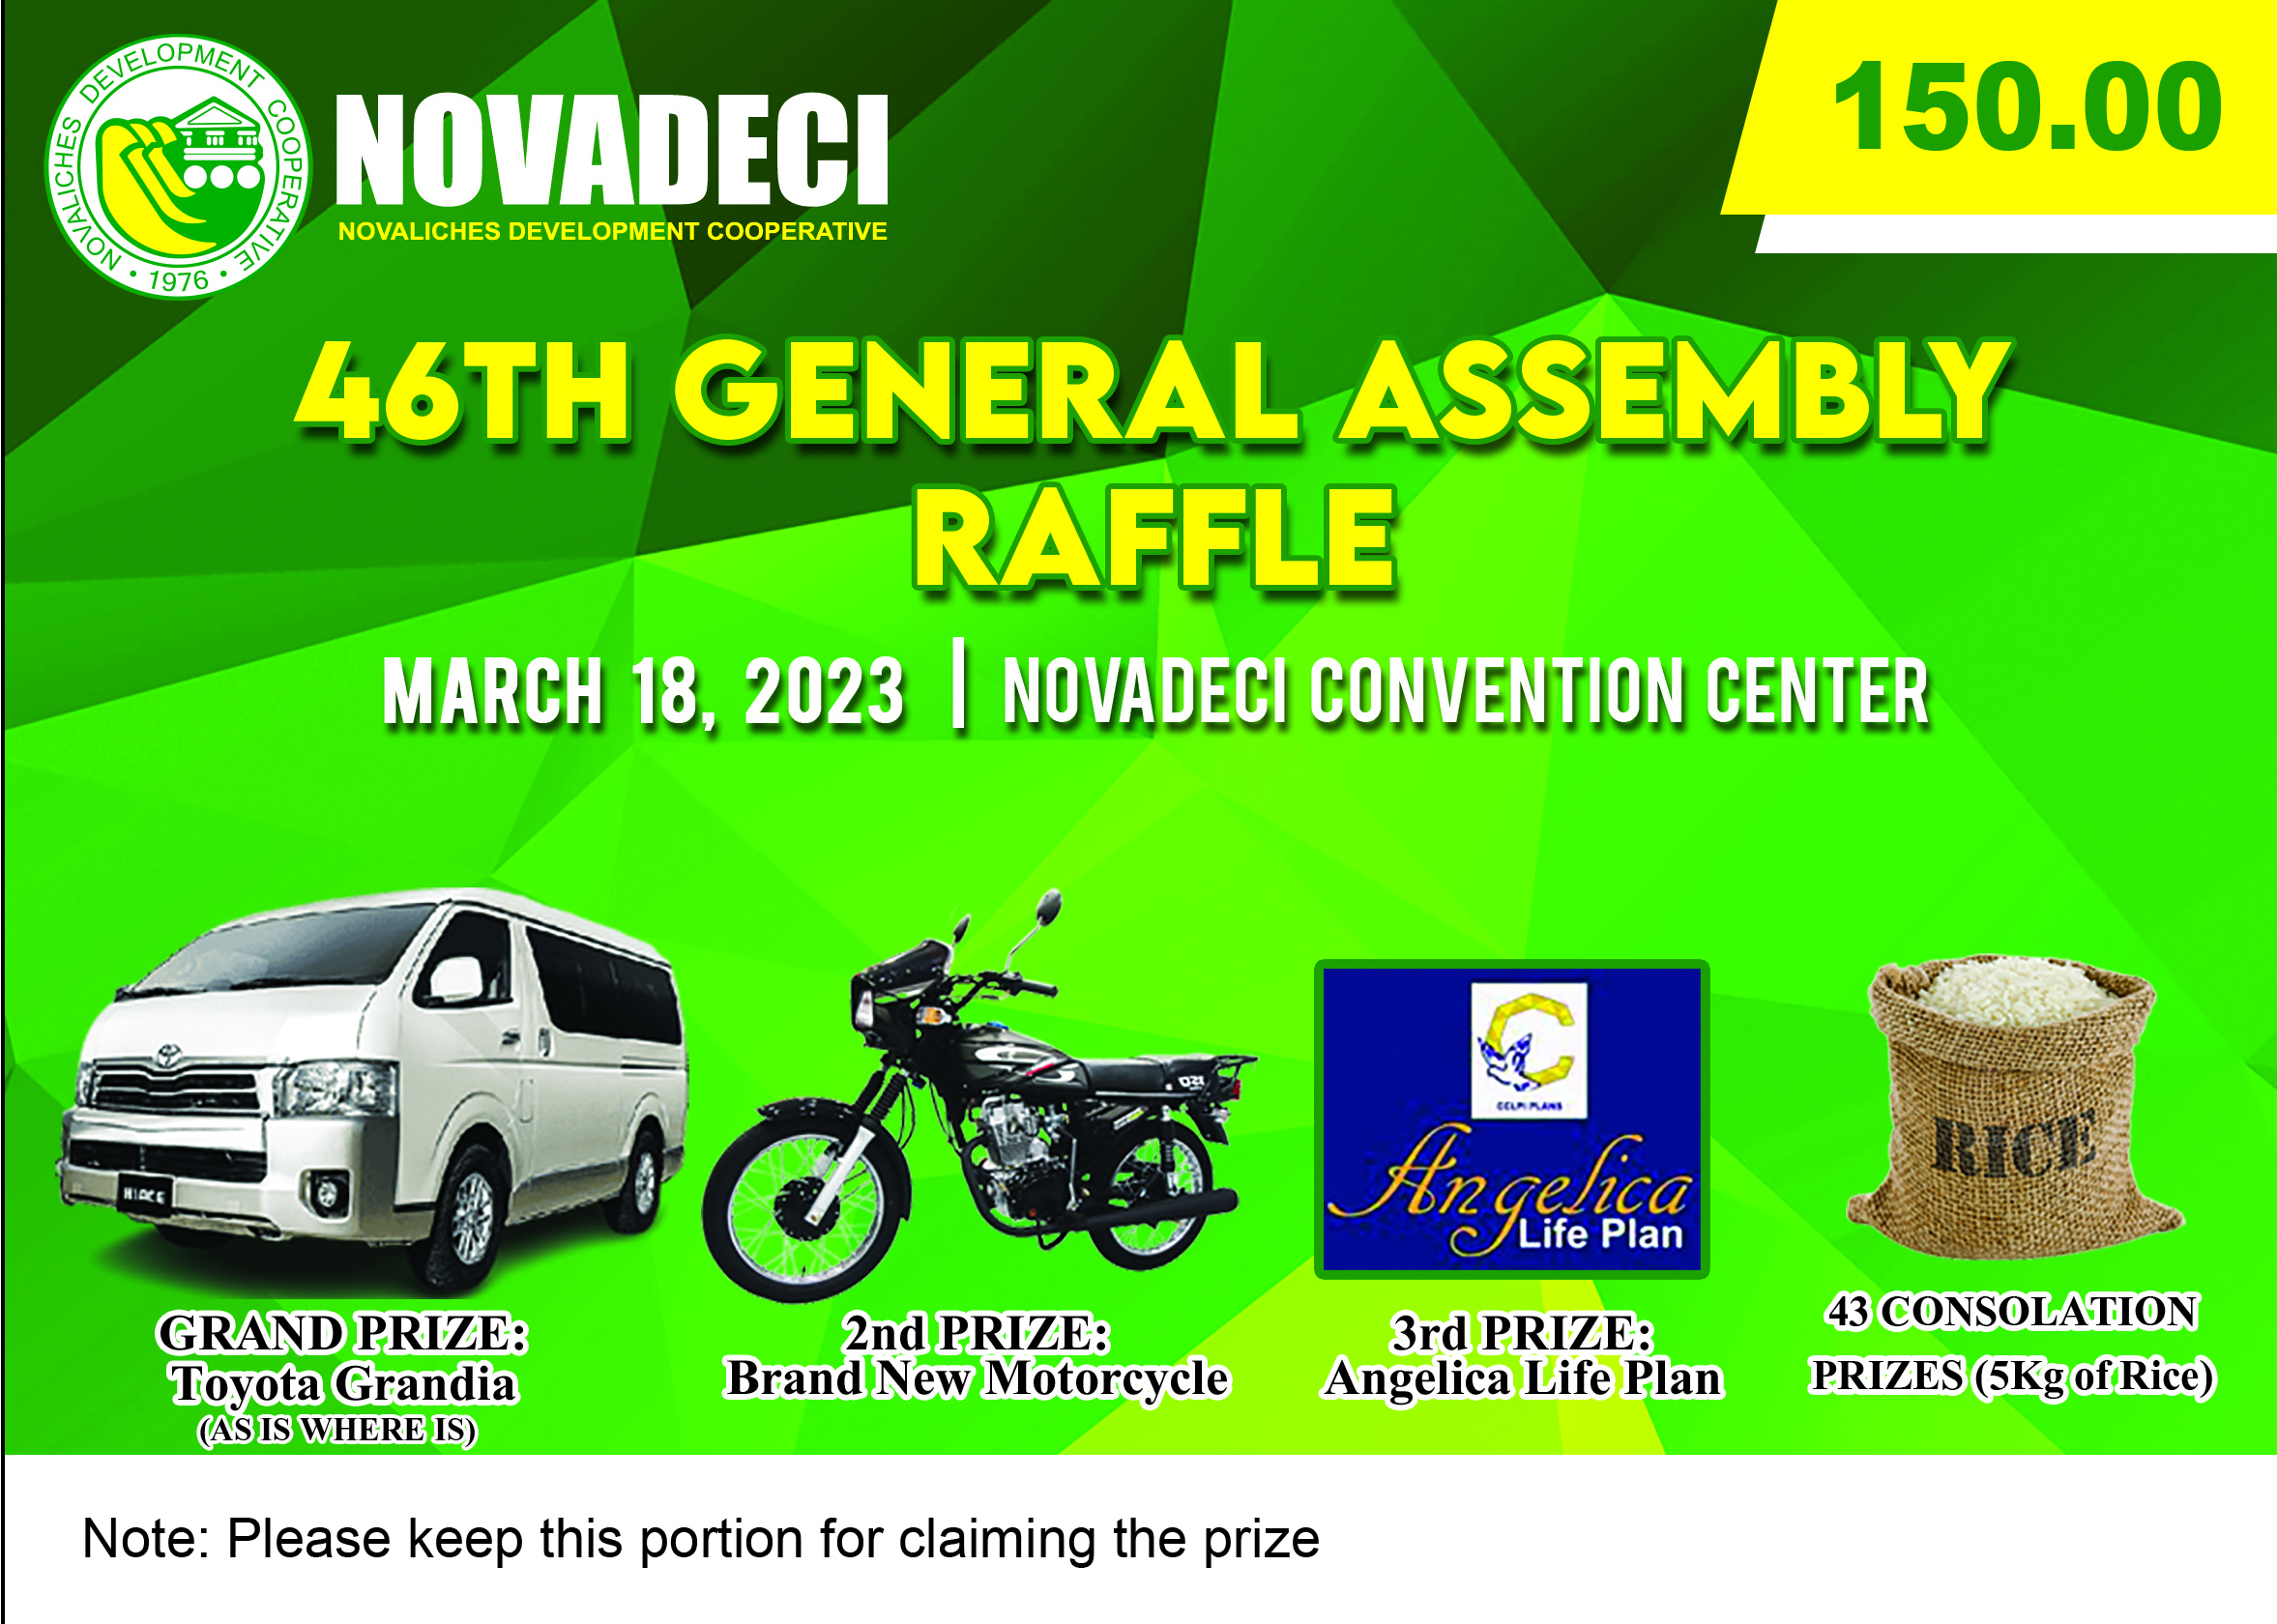 NOVALICHES DEVELOPMENT COOPERATIVE
• 1976 •
NOVADECI
NOVALICHES DEVELOPMENT COOPERATIVE
150.00
46TH GENERAL ASSEMBLY
RAFFLE
MARCH 18, 2023 | NOVADECI CONVENTION CENTER
HIACE
CCLPI PLANS
Angelica
Life Plan
RICE
GRAND PRIZE:
Toyota Grandia
(AS IS WHERE IS)
2nd PRIZE:
Brand New Motorcycle
3rd PRIZE:
Angelica Life Plan
43 CONSOLATION
PRIZES (5Kg of Rice)
Note: Please keep this portion for claiming the prize